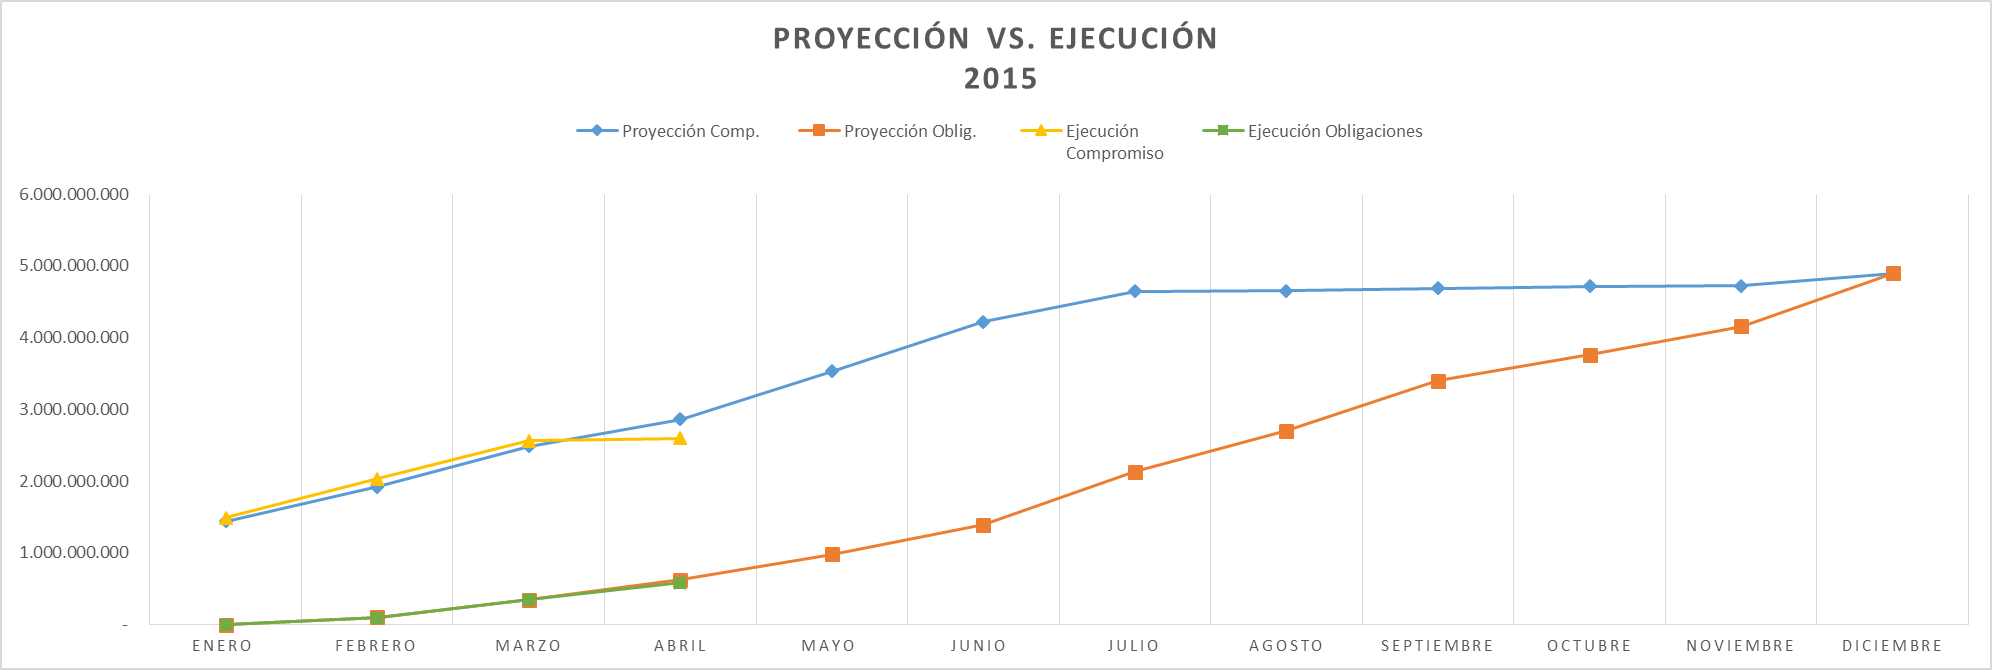 PROYECCIÓN VS. EJECUCIÓN
2015
Proyección Comp.
Proyección Oblig.
Ejecución
Compromiso
Ejecución Obligaciones
6.000.000.000
5.000.000.000
4.000.000.000
3.000.000.000
2.000.000.000
1.000.000.000
-
ENERO FEBRERO MARZO ABRIL MAYO JUNIO JULIO AGOSTO SEPTIEMBRE OCTUBRE NOVIEMBRE DICIEMBRE